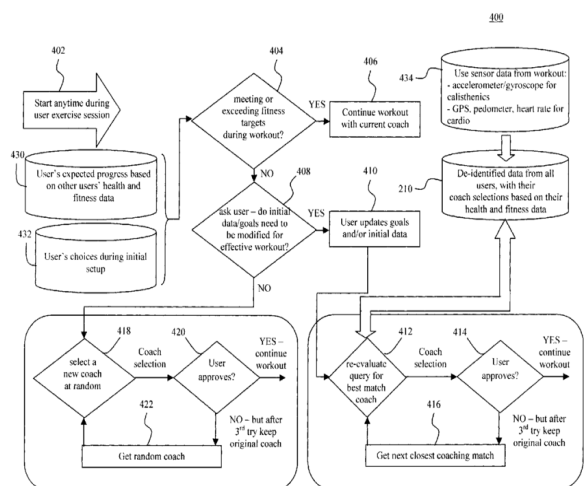 400
402
Start anytime during
user exercise session
404
meeting or
exceeding fitness
targets
during workout?
YES
406
Continue workout
with current coach
434
Use sensor data from workout:
- accelerometer/gyroscope for
calisthenics
- GPS, pedometer, heart rate for
cardio
430
User's expected progress based
on other users' health and
fitness data
432
User's choices during initial
setup
NO
408
ask user – do initial
data/goals need to
be modified for
effective workout?
YES
410
User updates goals
and/or initial data
210
De-identified data from all
users, with their
coach selections based on their
health and fitness data
NO
418
select a
new coach
at random
Coach
selection
420
User
approves?
YES –
continue
workout
NO – but after
3rd try keep
original coach
422
Get random coach
412
re-evaluate
query for
best match
coach
Coach
selection
414
User
approves?
YES –
continue
workout
NO – but after
3rd try keep
original coach
416
Get next closest coaching match